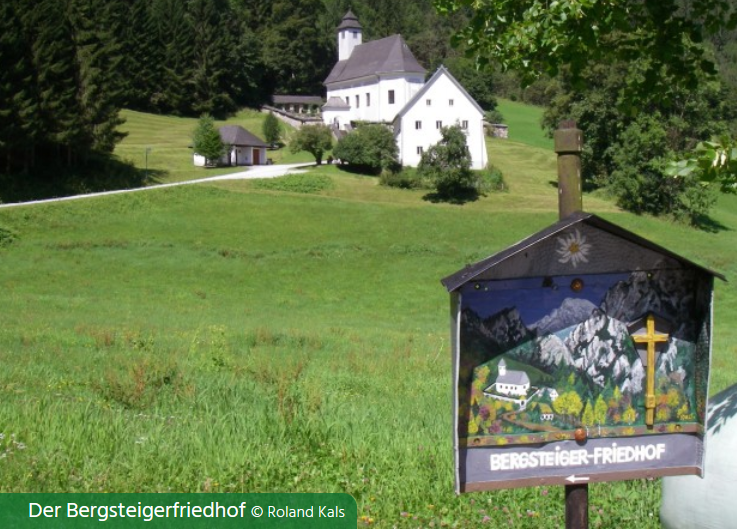 BERGSTEIGER-FRIEDHOF
Der Bergsteigerfriedhof © Roland Kals